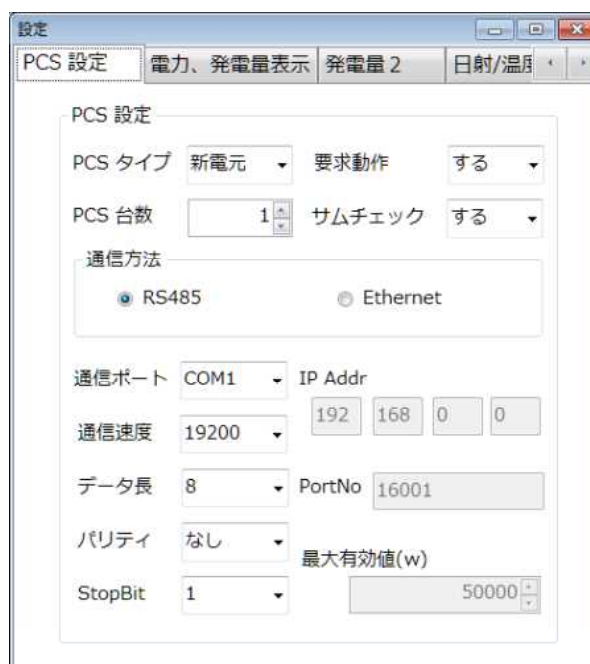 設定
PCS 設定 電力、発電量表示 発電量2 日射/温度
PCS 設定
PCS タイプ 新電元 要求動作 する
PCS 台数 1 サムチェック する
通信方法
RS485 Ethernet
通信ポート COM1 IP Addr
192 168 0 0
通信速度 19200
データ長 8 PortNo 16001
パリティ なし
最大有効値(w)
StopBit 1 50000